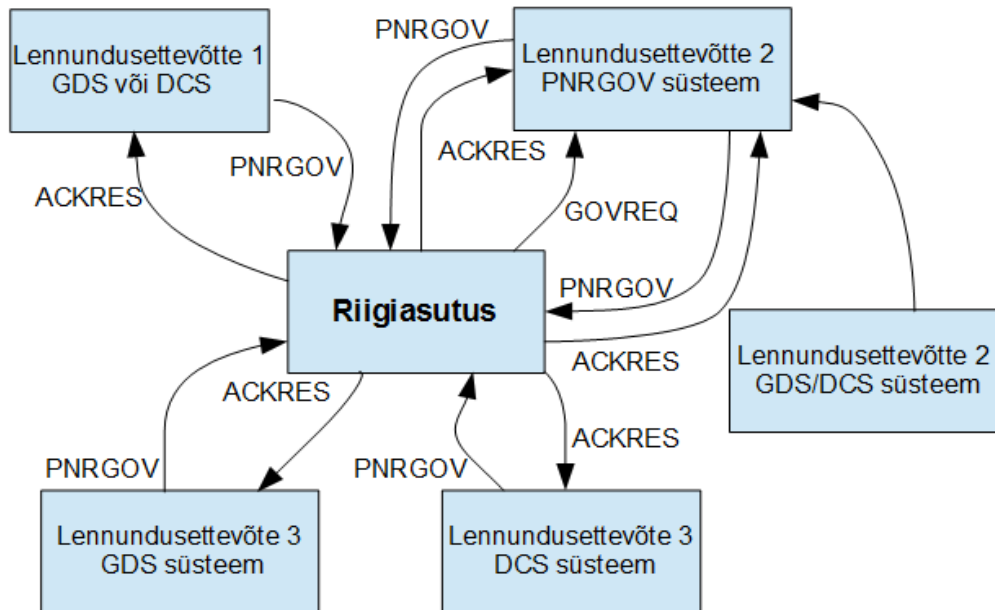 Lennundusettevõtte 1
GDS või DCS
PNRGOV
Lennundusettevõtte 2
PNRGOV süsteem
ACKRES
PNRGOV
ACKRES
GOVREQ
Riigiasutus
PNRGOV
ACKRES
Lennundusettevõtte 2
GDS/DCS süsteem
ACKRES
PNRGOV
ACKRES
PNRGOV
Lennundusettevõte 3
GDS süsteem
Lennundusettevõtte 3
DCS süsteem